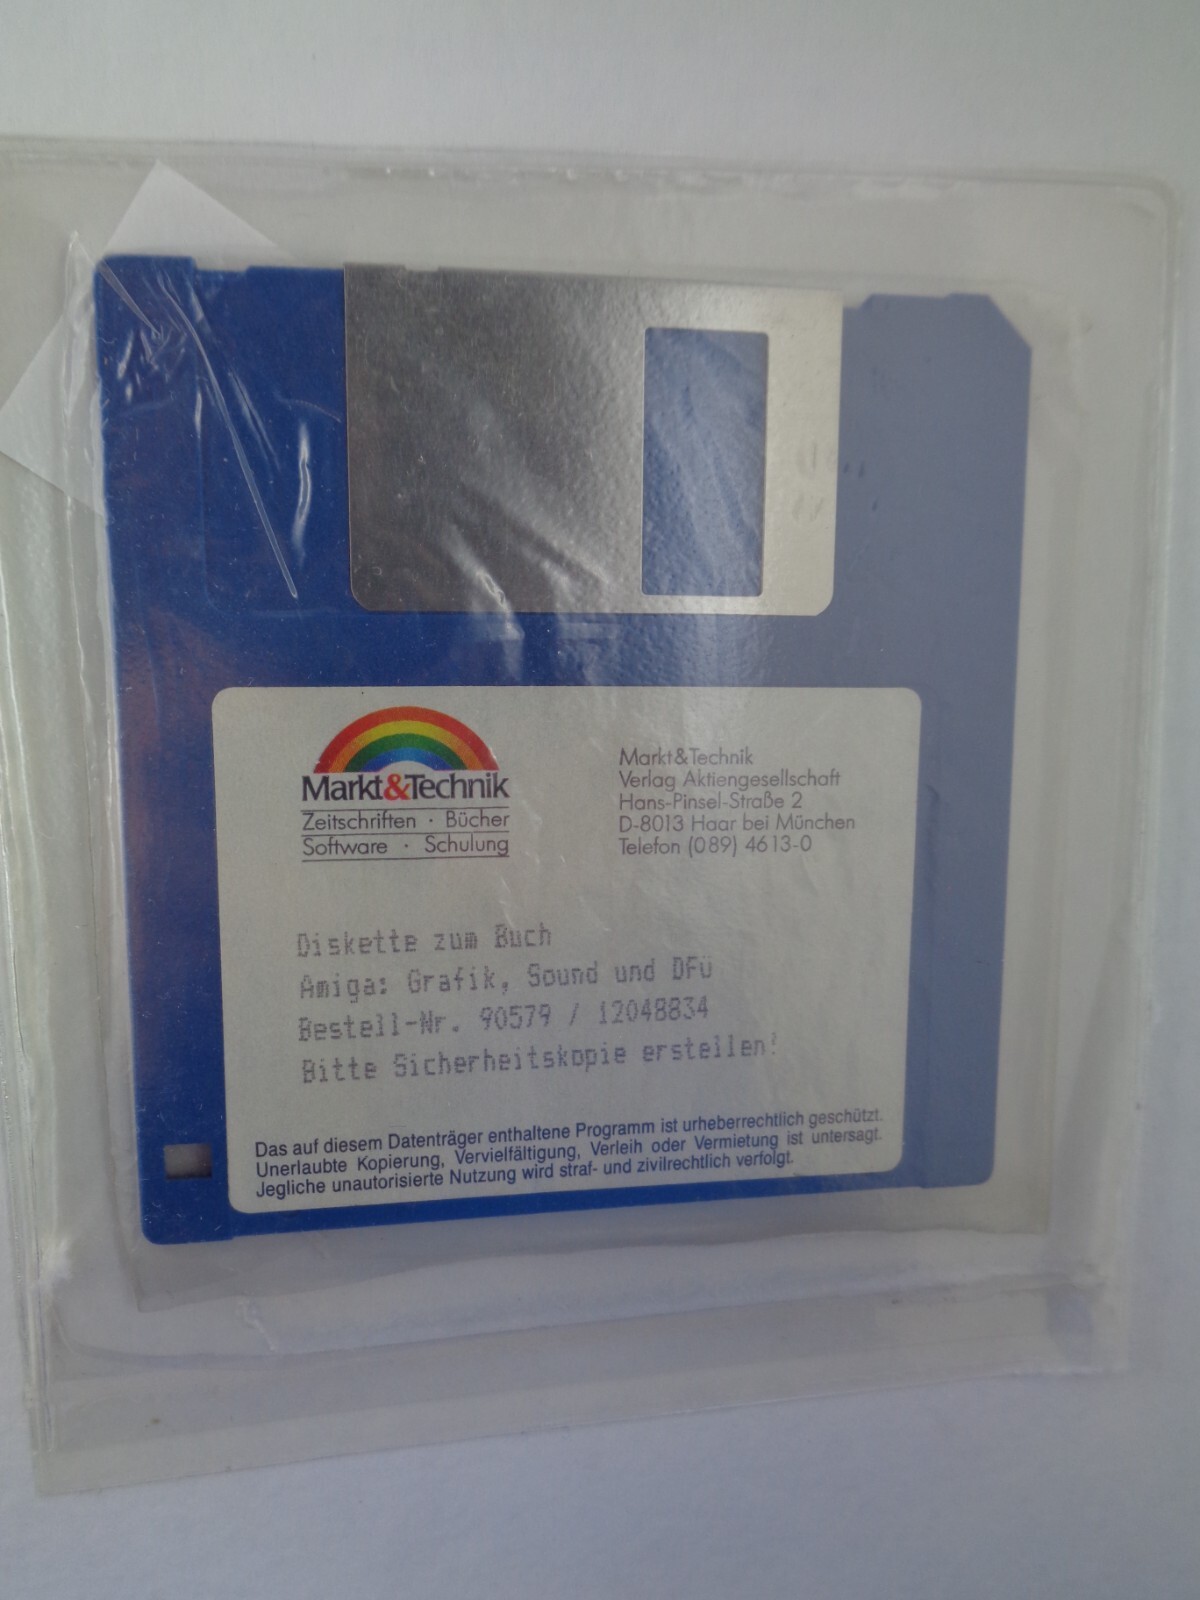 Markt&Technik
Zeitschriften · Bücher
Software · Schulung
Markt&Technik
Verlag Aktiengesellschaft
Hans-Pinsel-Straße 2
D-8013 Haar bei München
Telefon (089) 4613-0
Diskette zum Buch
Amiga: Grafik, Sound und DFü
Bestell-Nr. 90579 / 12048834
Bitte Sicherheitskopie erstellen!
Das auf diesem Datenträger enthaltene Programm ist urheberrechtlich geschützt.
Unerlaubte Kopierung, Vervielfältigung, Verleih oder Vermietung ist untersagt.
Jegliche unautorisierte Nutzung wird straf- und zivilrechtlich verfolgt.